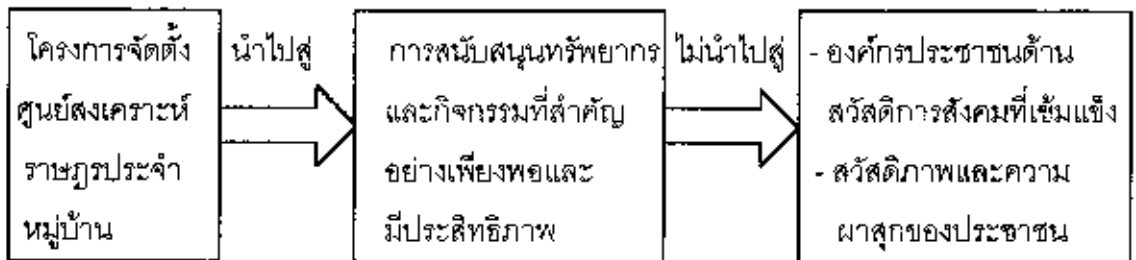 โครงการจัดตั้ง
ศูนย์สงเคราะห์
ราษฎรประจำ
หมู่บ้าน
นำไปสู่
การสนับสนุนทรัพยากร
และกิจกรรมที่สำคัญ
อย่างเพียงพอและ
มีประสิทธิภาพ
ไม่นำไปสู่
- องค์กรประชาชนด้าน
สวัสดิการสังคมที่เข้มแข็ง
- สวัสดิภาพและความ
ผาสุกของประชาชน